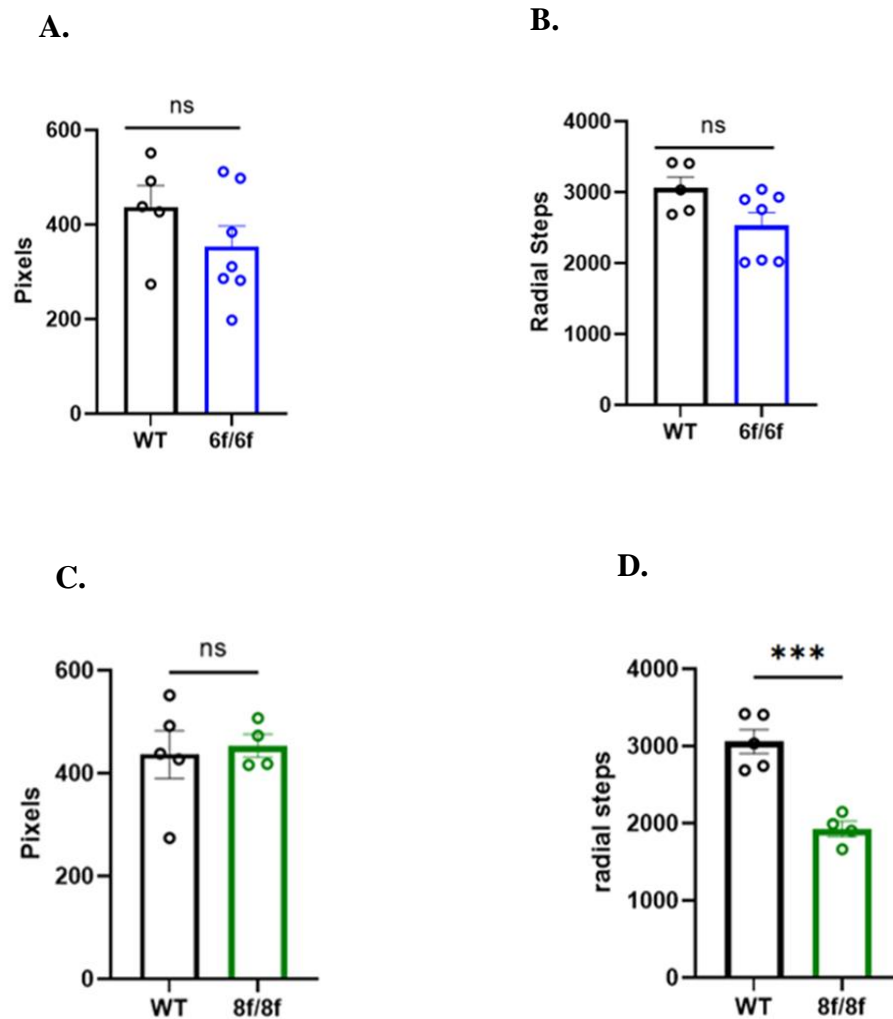 A.
ns
600
400
200
0
Pixels
WT 6f/6f
B.
ns
4000
3000
2000
1000
0
Radial Steps
WT 6f/6f
C.
ns
600
400
200
0
Pixels
WT 8f/8f
D.
***
4000
3000
2000
1000
0
radial steps
WT 8f/8f